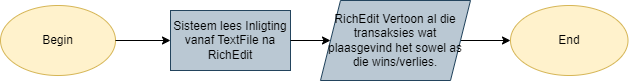 Begin
Sisteem lees Inligting
vanaf TextFile na
RichEdit
RichEdit Vertoon al die
transaksies wat
plaasgevind het sowel as
die wins/verlies.
End